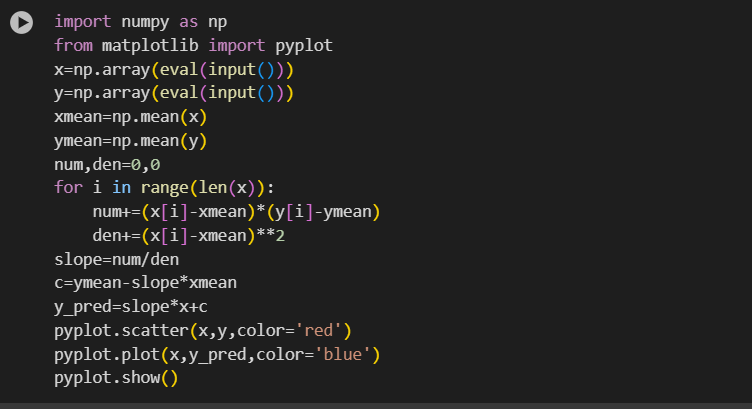 import numpy as np
from matplotlib import pyplot
x=np.array(eval(input()))
y=np.array(eval(input()))
xmean=np.mean(x)
ymean=np.mean(y)
num,den=0,0
for i in range(len(x)):
    num+=(x[i]-xmean)*(y[i]-ymean)
    den+=(x[i]-xmean)**2
slope=num/den
c=ymean-slope*xmean
y_pred=slope*x+c
pyplot.scatter(x,y,color='red')
pyplot.plot(x,y_pred,color='blue')
pyplot.show()